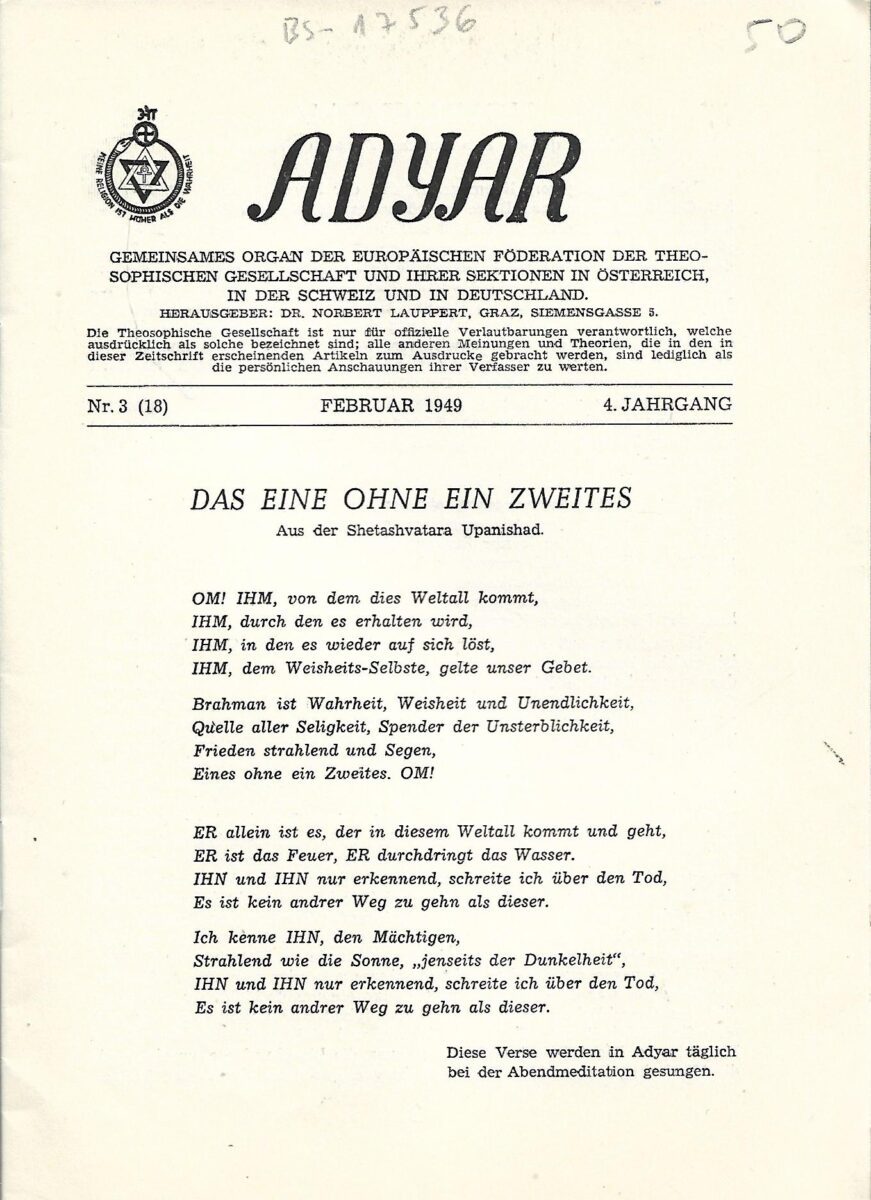 BS- 17536
50
ओं
KEINE RELIGION IST HÖHER ALS DIE WAHRHEIT
ADYAR
GEMEINSAMES ORGAN DER EUROPÄISCHEN FÖDERATION DER THEO-
SOPHISCHEN GESELLSCHAFT UND IHRER SEKTIONEN IN ÖSTERREICH,
IN DER SCHWEIZ UND IN DEUTSCHLAND.
HERAUSGEBER: DR. NORBERT LAUPPERT, GRAZ, SIEMENSGASSE 5.
Die Theosophische Gesellschaft ist nur für offizielle Verlautbarungen verantwortlich, welche
ausdrücklich als solche bezeichnet sind; alle anderen Meinungen und Theorien, die in den in
dieser Zeitschrift erscheinenden Artikeln zum Ausdrucke gebracht werden, sind lediglich als
die persönlichen Anschauungen ihrer Verfasser zu werten.
Nr. 3 (18) FEBRUAR 1949 4. JAHRGANG
DAS EINE OHNE EIN ZWEITES
Aus der Shetashvatara Upanishad.
OM! IHM, von dem dies Weltall kommt,
IHM, durch den es erhalten wird,
IHM, in den es wieder auf sich löst,
IHM, dem Weisheits-Selbste, gelte unser Gebet.
Brahman ist Wahrheit, Weisheit und Unendlichkeit,
Quelle aller Seligkeit, Spender der Unsterblichkeit,
Frieden strahlend und Segen,
Eines ohne ein Zweites. OM!
ER allein ist es, der in diesem Weltall kommt und geht,
ER ist das Feuer, ER durchdringt das Wasser.
IHN und IHN nur erkennend, schreite ich über den Tod,
Es ist kein andrer Weg zu gehn als dieser.
Ich kenne IHN, den Mächtigen,
Strahlend wie die Sonne, „jenseits der Dunkelheit“,
IHN und IHN nur erkennend, schreite ich über den Tod,
Es ist kein andrer Weg zu gehn als dieser.
Diese Verse werden in Adyar täglich
bei der Abendmeditation gesungen.